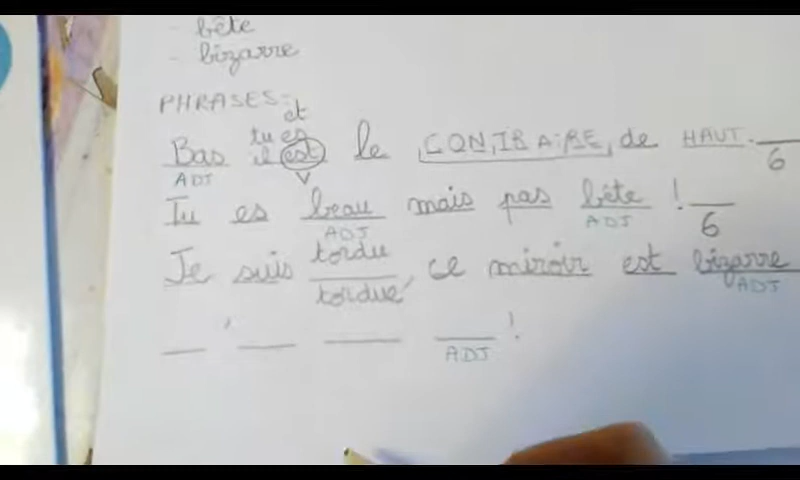 - bête
- bizarre
PHRASES:
et
tu es
Bas il est le CONTRAIRE de HAUT. 6
ADJ V
Tu es beau mais pas bête ! 6
ADJ ADJ
tordu
Je suis , ce miroir est bizarre
tordue ADJ
' !
ADJ